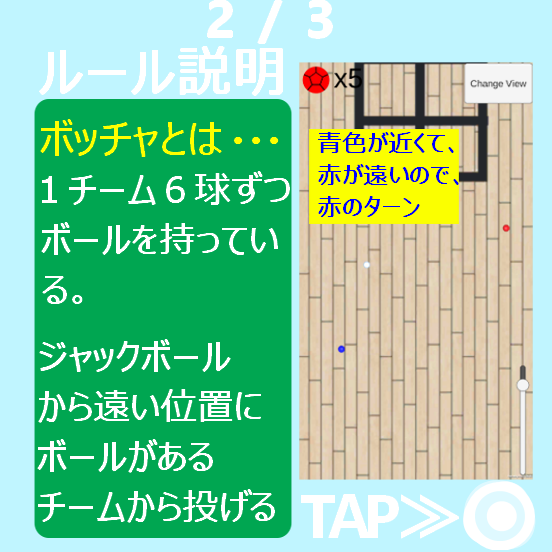 2 / 3
ルール説明
ボッチャとは・・・
１チーム６球ずつ
ボールを持ってい
る。
ジャックボール
から遠い位置に
ボールがある
チームから投げる
x5
Change View
青色が近くて、
赤が遠いので、
赤のターン
TAP≫